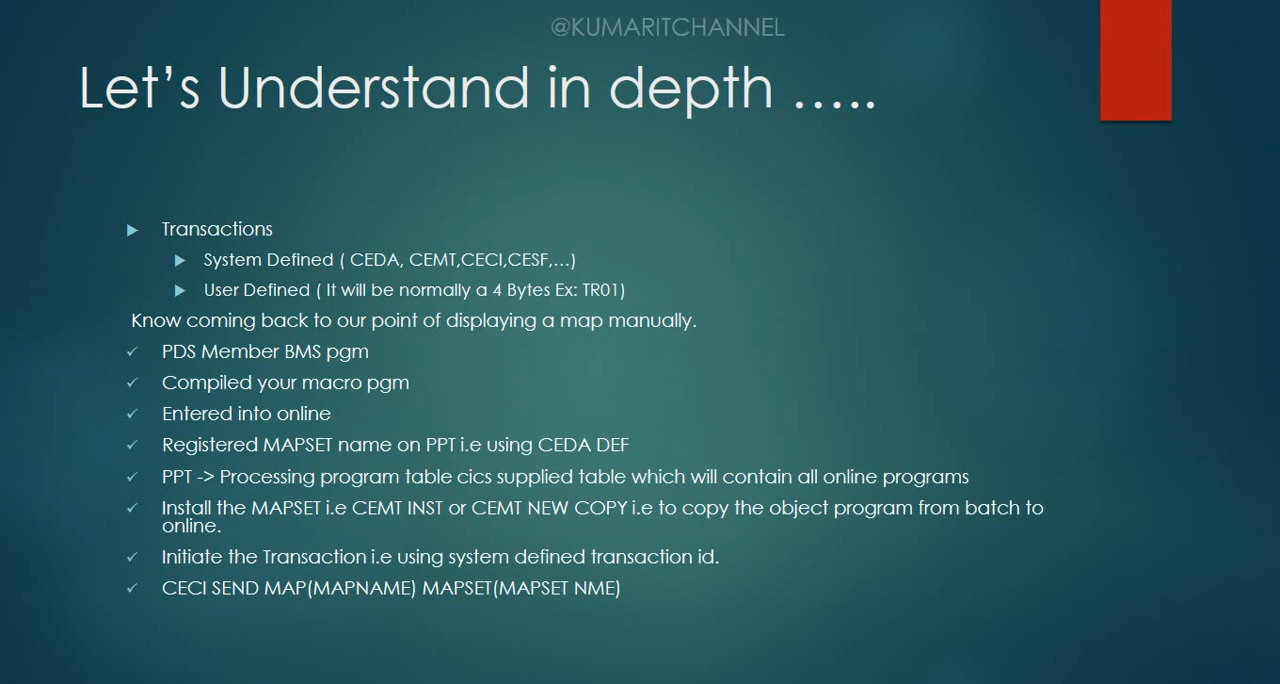 @KUMARITCHANNEL
Let's Understand in depth …..
Transactions
System Defined ( CEDA, CEMT,CECI,CESF,…)
User Defined ( It will be normally a 4 Bytes Ex: TR01)
Know coming back to our point of displaying a map manually.
PDS Member BMS pgm
Compiled your macro pgm
Entered into online
Registered MAPSET name on PPT i.e using CEDA DEF
PPT -> Processing program table cics supplied table which will contain all online programs
Install the MAPSET i.e CEMT INST or CEMT NEW COPY i.e to copy the object program from batch to
online.
Initiate the Transaction i.e using system defined transaction id.
CECI SEND MAP(MAPNAME) MAPSET(MAPSET NME)